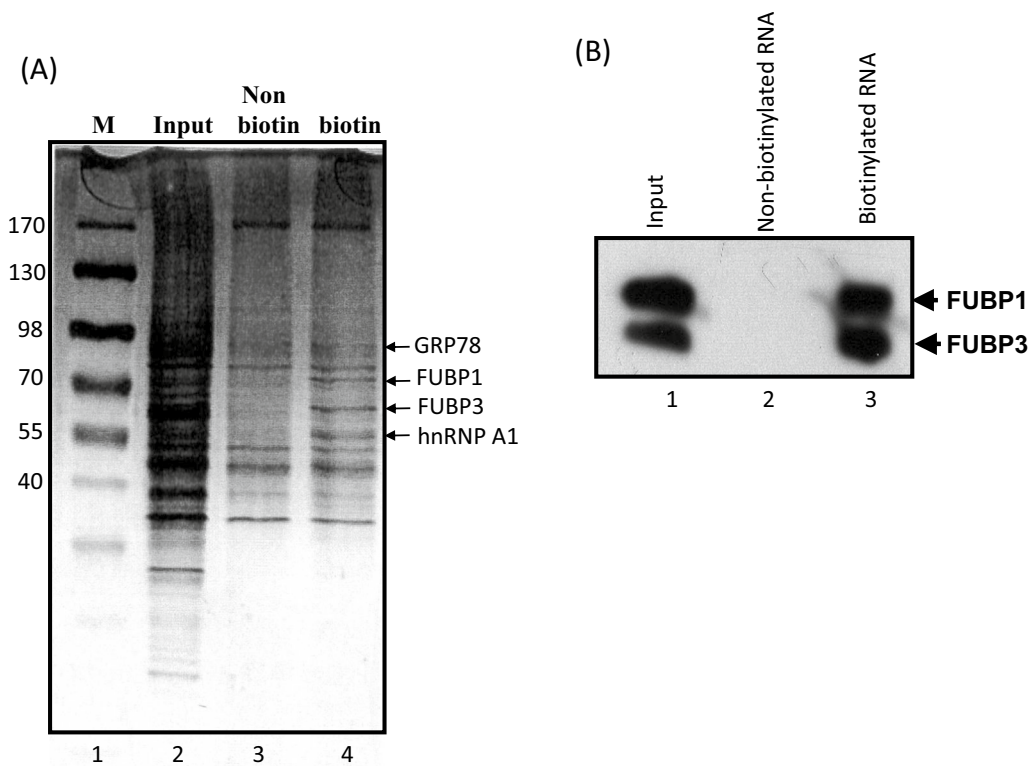 (A)
Non
M Input biotin biotin
170
130
98
70
55
40
GRP78
FUBP1
FUBP3
hnRNP A1
1 2 3 4
(B)
Input
Non-biotinylated RNA
Biotinylated RNA
FUBP1
FUBP3
1 2 3